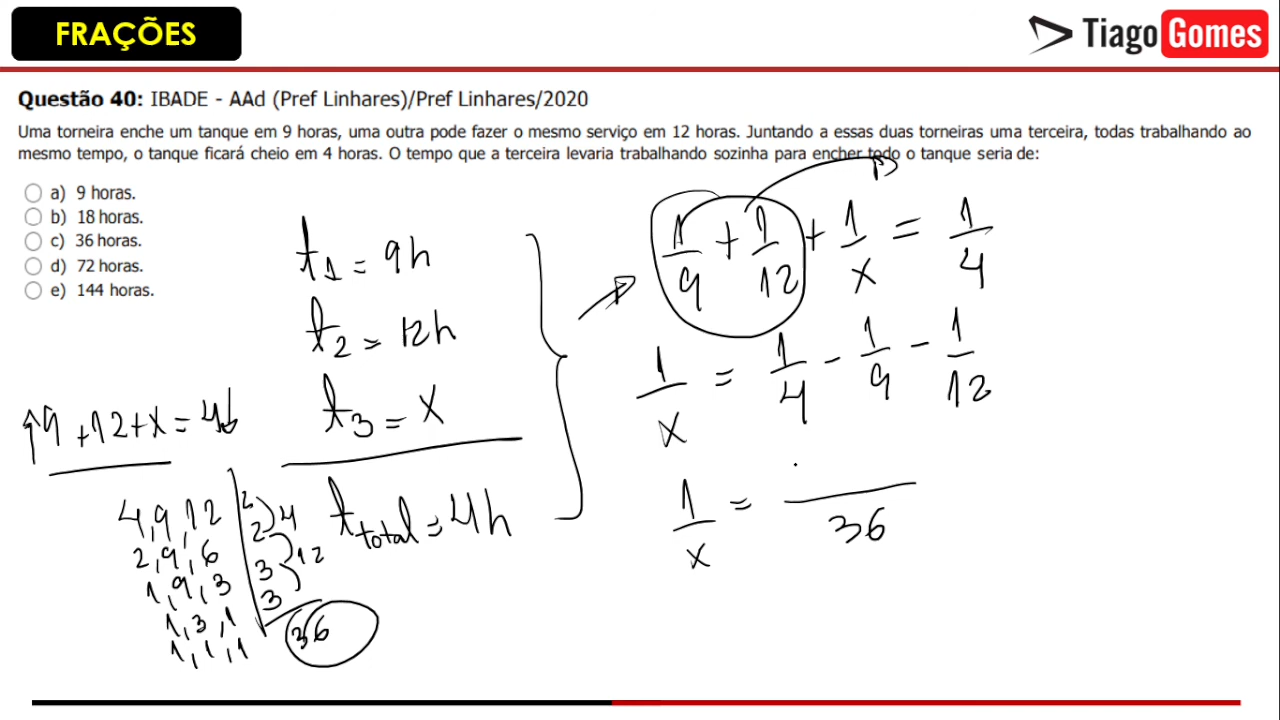 FRAÇÕES
Tiago Gomes
Questão 40: IBADE - AAd (Pref Linhares)/Pref Linhares/2020
Uma torneira enche um tanque em 9 horas, uma outra pode fazer o mesmo serviço em 12 horas. Juntando a essas duas torneiras uma terceira, todas trabalhando ao
mesmo tempo, o tanque ficará cheio em 4 horas. O tempo que a terceira levaria trabalhando sozinha para encher todo o tanque seria de:
a) 9 horas.
b) 18 horas.
c) 36 horas.
d) 72 horas.
e) 144 horas.
t1 = 9h
t2 = 12h
t3 = x
ttotal = 4h
9 + 12 + x = 4
4, 9, 12 | 2
2, 9, 6 | 2
1, 9, 3 | 3
1, 3, 1 | 3
1, 1, 1
4
12
36
1/9 + 1/12 + 1/x = 1/4
1/x = 1/4 - 1/9 - 1/12
1/x = /36